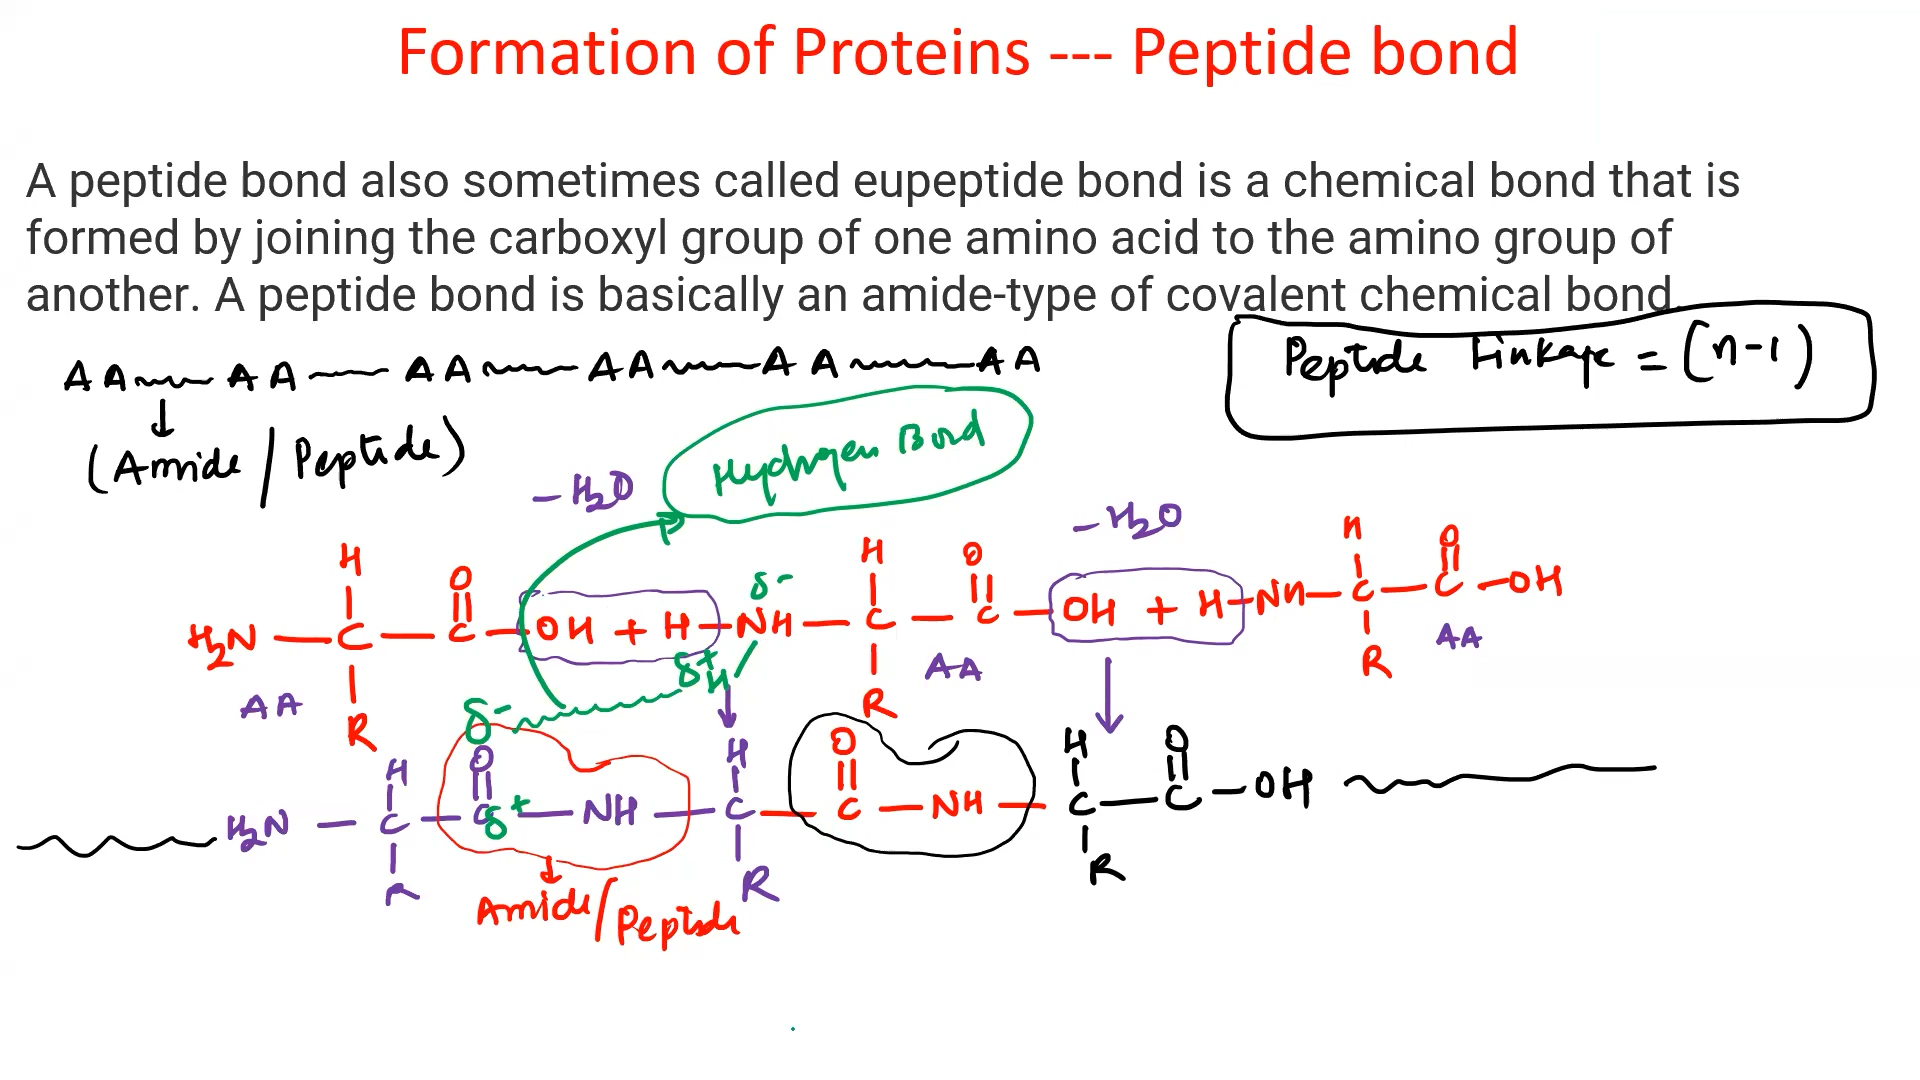 Formation of Proteins --- Peptide bond
A peptide bond also sometimes called eupeptide bond is a chemical bond that is
formed by joining the carboxyl group of one amino acid to the amino group of
another. A peptide bond is basically an amide-type of covalent chemical bond.
AA AA AA AA AA AA
Peptide Linkage = (n-1)
(Amide / Peptide)
Hydrogen Bond
-H₂O
-H₂O
H O H O H O
δ-
H₂N — C — C — OH + H — NH — C — C — OH + H — NH — C — C — OH
δ+ H
AA R AA R AA R
δ-
H O H O H O
H₂N — C — C — NH — C — C — NH — C — C — OH
δ+
R R R
Amide / Peptide